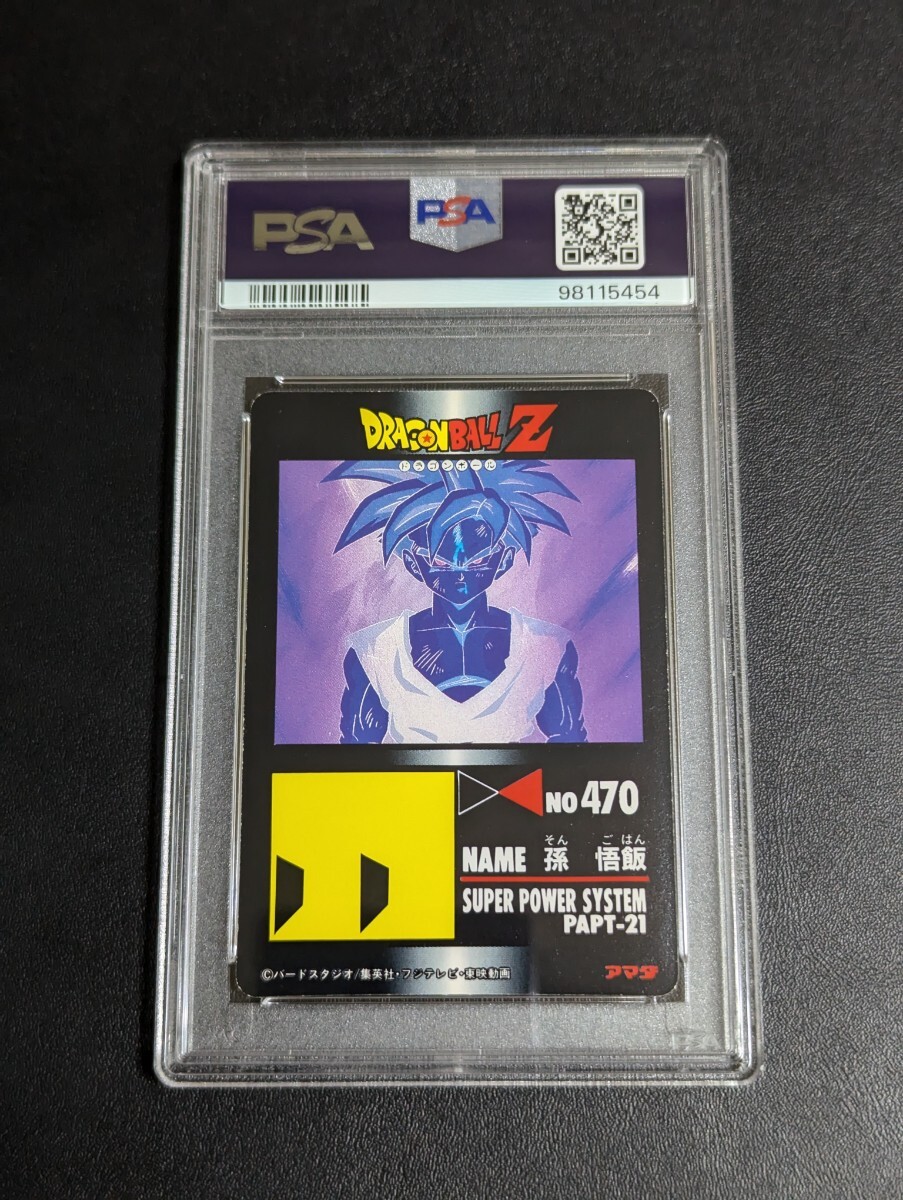 PSA PSA
98115454
DRAGONBALL Z
ドラゴンボール
NO 470
そん ご はん
NAME 孫 悟飯
SUPER POWER SYSTEM
PAPT-21
©バードスタジオ/集英社・フジテレビ・東映動画 アマダ